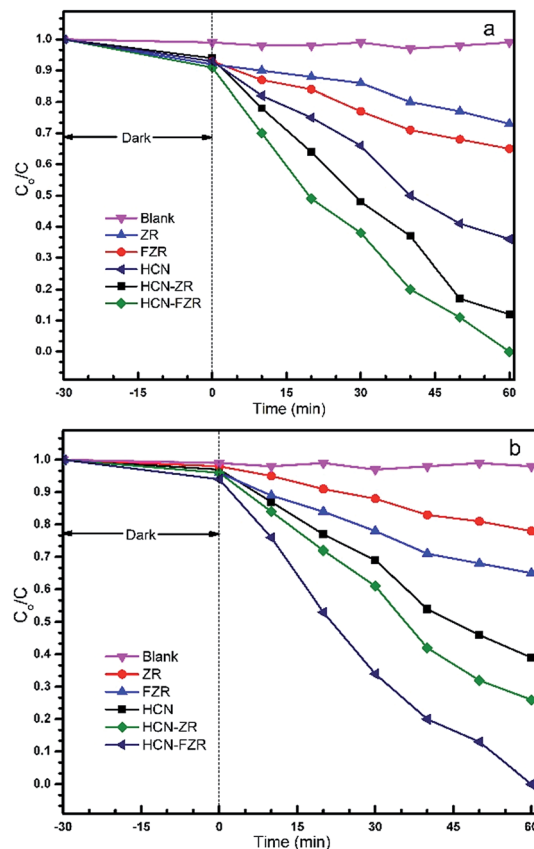 a
1.0
0.9
0.8
0.7
0.6
0.5
0.4
0.3
0.2
0.1
0.0
C₀/C
Dark
Blank
ZR
FZR
HCN
HCN-ZR
HCN-FZR
-30 -15 0 15 30 45 60
Time (min)
b
1.0
0.9
0.8
0.7
0.6
0.5
0.4
0.3
0.2
0.1
0.0
C₀/C
Dark
Blank
ZR
FZR
HCN
HCN-ZR
HCN-FZR
-30 -15 0 15 30 45 60
Time (min)